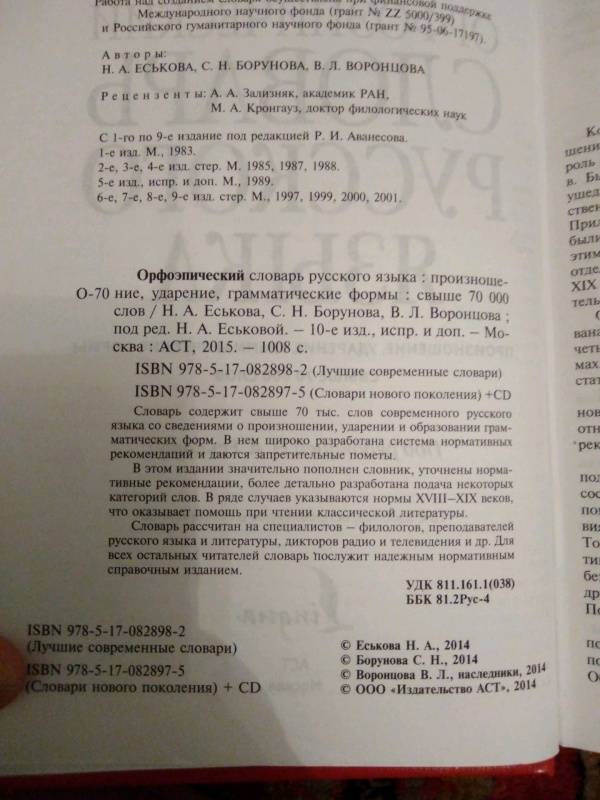 Работа над созданием словаря осуществлена при финансовой поддержке
Международного научного фонда (грант № ZZ 5000/399)
и Российского гуманитарного научного фонда (грант № 95-06-17197).
Авторы:
Н. А. ЕСЬКОВА, С. Н. БОРУНОВА, В. Л. ВОРОНЦОВА
Рецензенты: А. А. Зализняк, академик РАН,
М. А. Кронгауз, доктор филологических наук
С 1-го по 9-е издание под редакцией Р. И. Аванесова.
1-е изд. М., 1983.
2-е, 3-е, 4-е изд. стер. М. 1985, 1987, 1988.
5-е изд., испр. и доп. М., 1989.
6-е, 7-е, 8-е, 9-е изд. стер. М., 1997, 1999, 2000, 2001.
Орфоэпический словарь русского языка : произноше-
О-70 ние, ударение, грамматические формы : свыше 70 000
слов / Н. А. Еськова, С. Н. Борунова, В. Л. Воронцова ;
под ред. Н. А. Еськовой. – 10-е изд., испр. и доп. – Мо-
сква : АСТ, 2015. – 1008 с.
ISBN 978-5-17-082898-2 (Лучшие современные словари)
ISBN 978-5-17-082897-5 (Словари нового поколения) +CD
Словарь содержит свыше 70 тыс. слов современного русского
языка со сведениями о произношении, ударении и образовании грам-
матических форм. В нем широко разработана система нормативных
рекомендаций и даются запретительные пометы.
В этом издании значительно пополнен словник, уточнены норма-
тивные рекомендации, более детально разработана подача некоторых
категорий слов. В ряде случаев указываются нормы XVIII–XIX веков,
что оказывает помощь при чтении классической литературы.
Словарь рассчитан на специалистов – филологов, преподавателей
русского языка и литературы, дикторов радио и телевидения и др. Для
всех остальных читателей словарь послужит надежным нормативным
справочным изданием.
УДК 811.161.1(038)
ББК 81.2Рус-4
ISBN 978-5-17-082898-2
(Лучшие современные словари)
ISBN 978-5-17-082897-5
(Словари нового поколения) + CD
© Еськова Н. А., 2014
© Борунова С. Н., 2014
© Воронцова В. Л., наследники, 2014
© ООО «Издательство АСТ», 2014